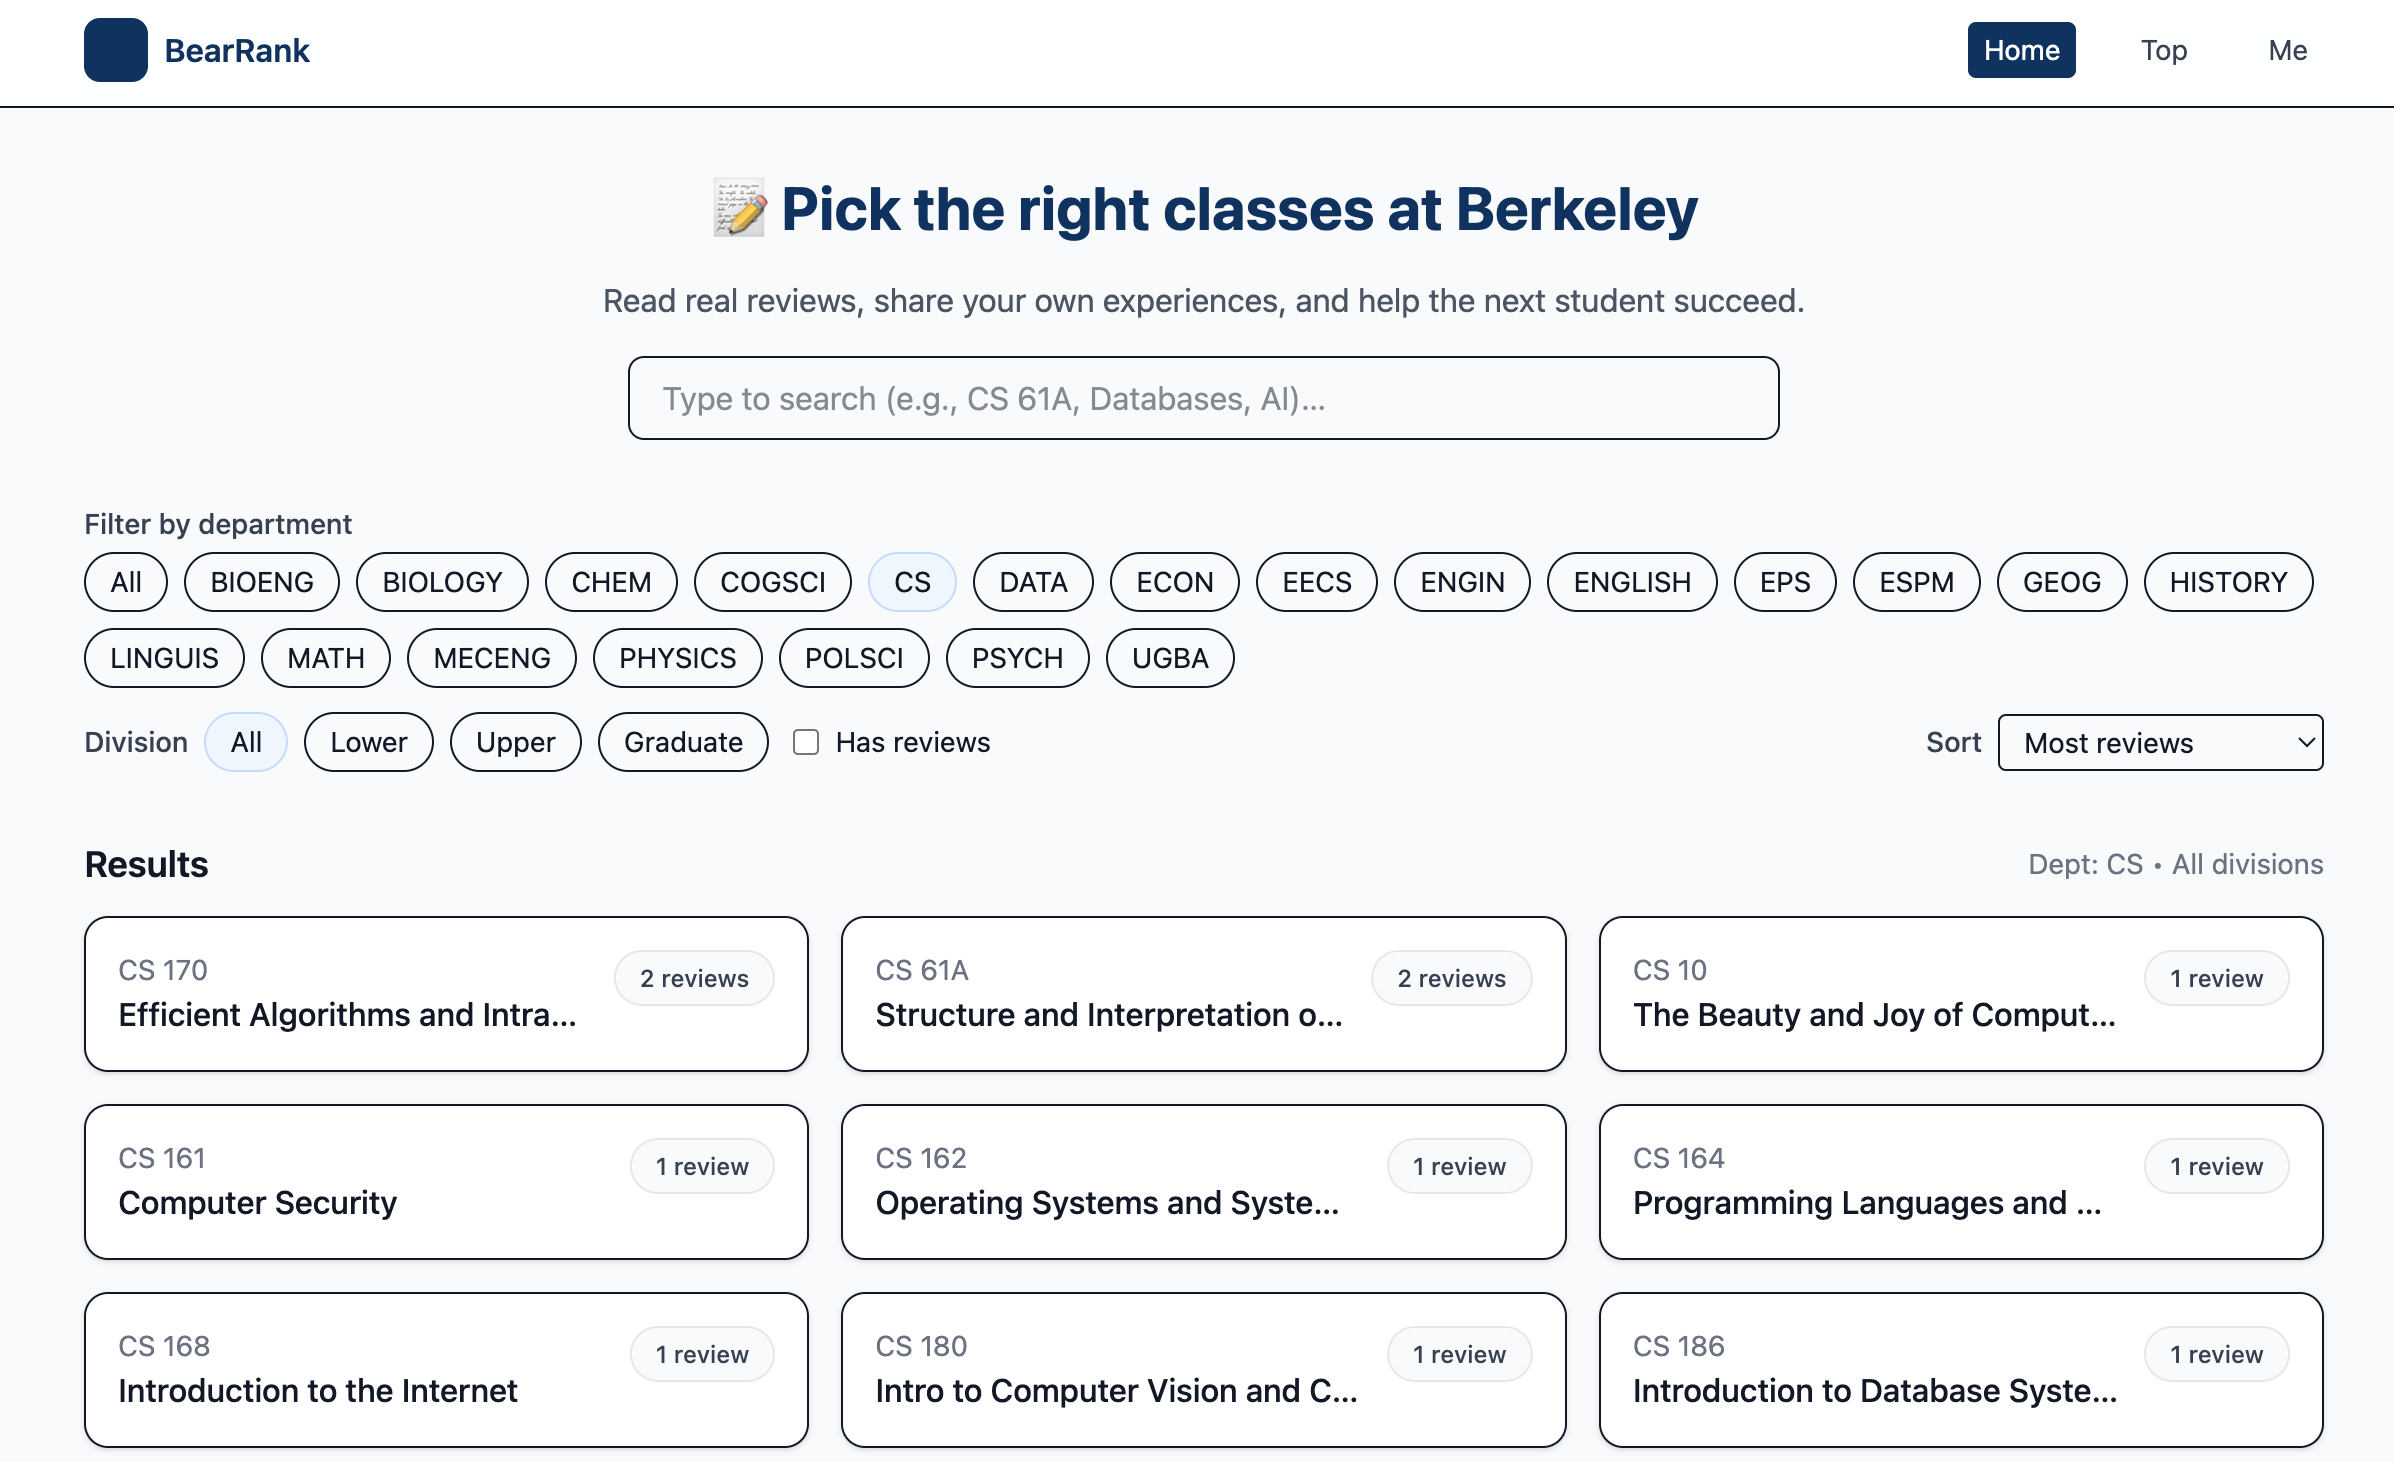 BearRank
Home Top Me
Pick the right classes at Berkeley
Read real reviews, share your own experiences, and help the next student succeed.
Type to search (e.g., CS 61A, Databases, AI)...
Filter by department
All BIOENG BIOLOGY CHEM COGSCI CS DATA ECON EECS ENGIN ENGLISH EPS ESPM GEOG HISTORY
LINGUIS MATH MECENG PHYSICS POLSCI PSYCH UGBA
Division All Lower Upper Graduate Has reviews Sort Most reviews
Results Dept: CS • All divisions
CS 170 2 reviews
Efficient Algorithms and Intra...
CS 61A 2 reviews
Structure and Interpretation o...
CS 10 1 review
The Beauty and Joy of Comput...
CS 161 1 review
Computer Security
CS 162 1 review
Operating Systems and Syste...
CS 164 1 review
Programming Languages and ...
CS 168 1 review
Introduction to the Internet
CS 180 1 review
Intro to Computer Vision and C...
CS 186 1 review
Introduction to Database Syste...